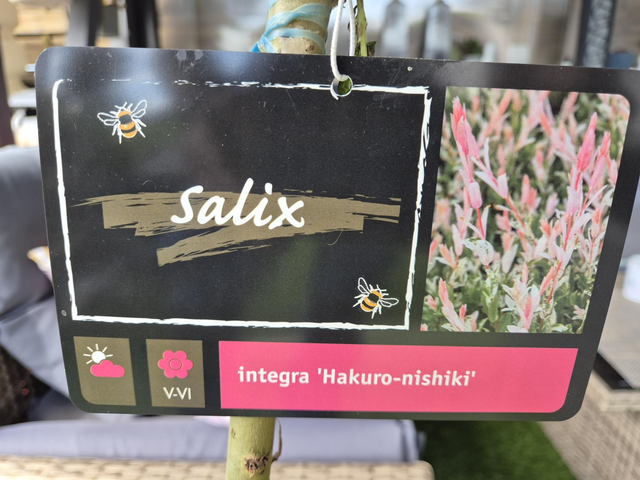 salix
V-VI
integra 'Hakuro-nishiki'